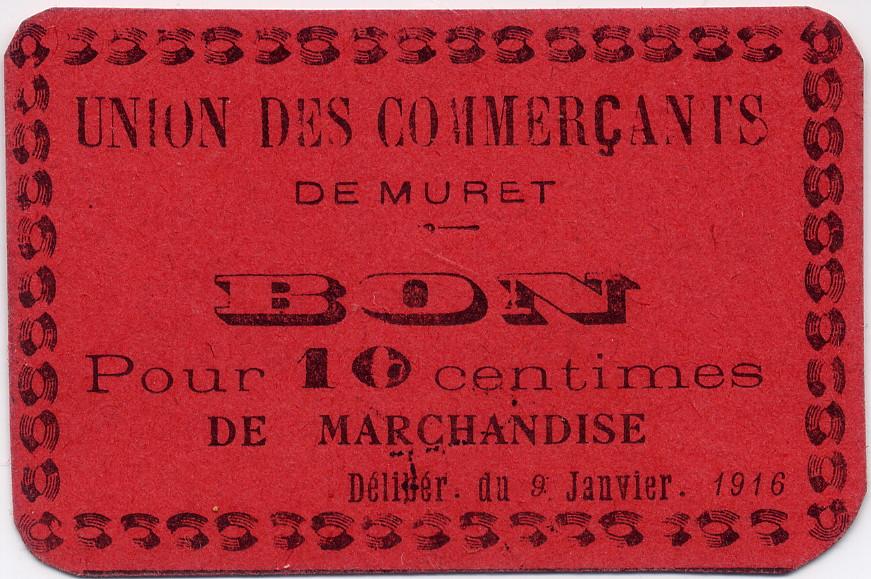 UNION DES COMMERÇANTS
DE MURET
BON
Pour 10 centimes
DE MARCHANDISE
Délibér. du 9 Janvier. 1916